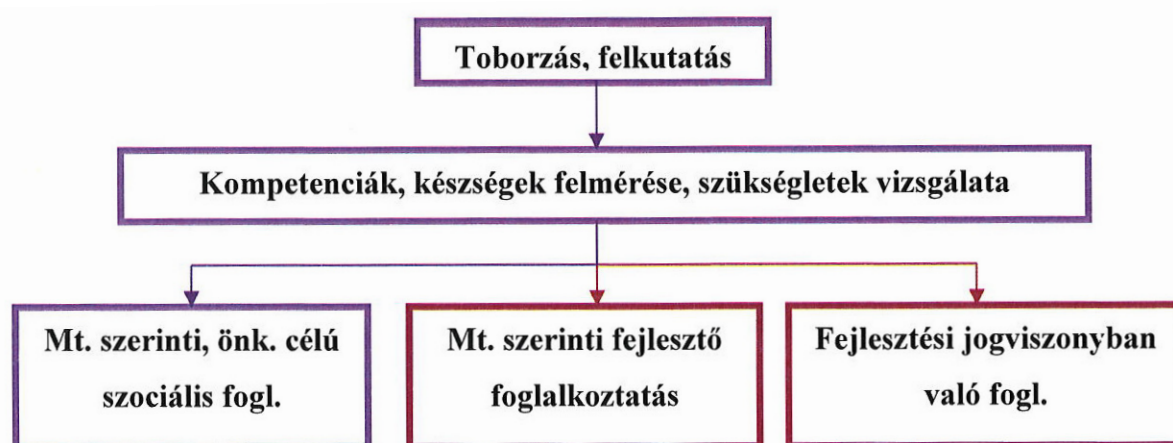 Toborzás, felkutatás
Kompetenciák, készségek felmérése, szükségletek vizsgálata
Mt. szerinti, önk. célú
szociális fogl.
Mt. szerinti fejlesztő
foglalkoztatás
Fejlesztési jogviszonyban
való fogl.